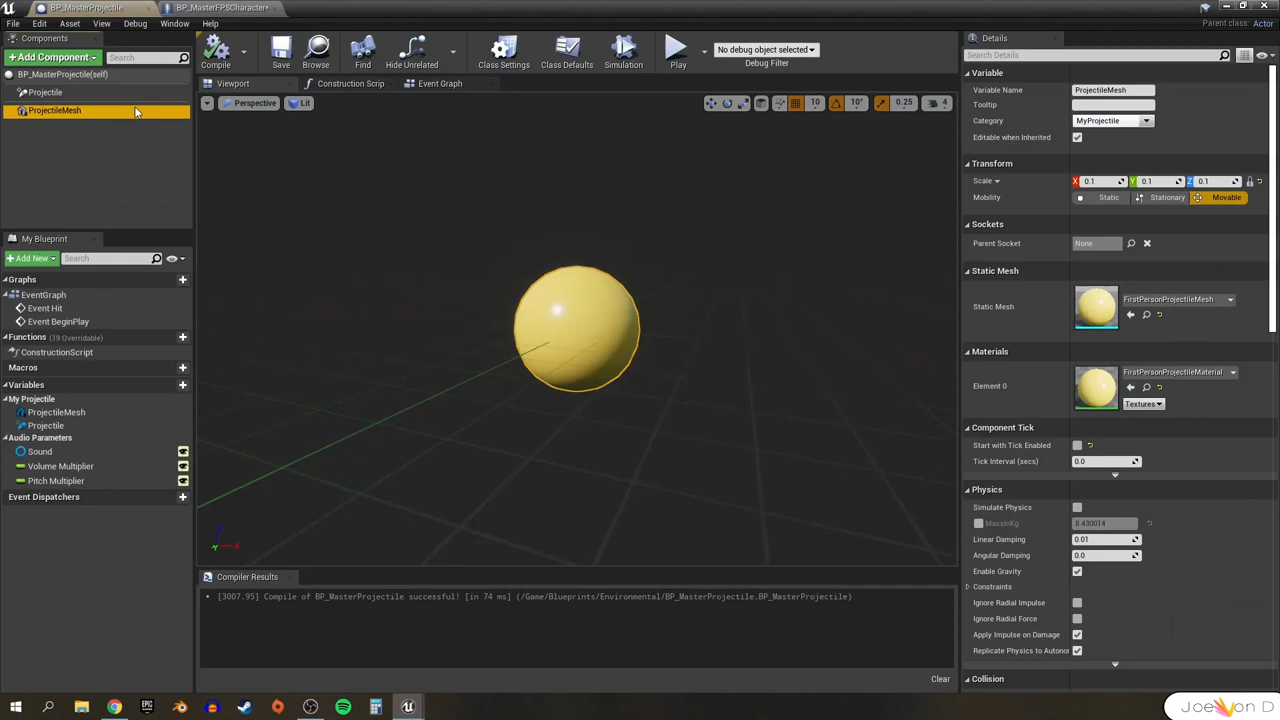 BP_MasterProjectile
BP_MasterFPSCharacter*
File Edit Asset View Debug Window Help
Parent class: Actor
Components
+Add Component
Search
BP_MasterProjectile(self)
Projectile
ProjectileMesh
Compile
Save
Browse
Find
Hide Unrelated
Class Settings
Class Defaults
Simulation
Play
No debug object selected
Debug Filter
Viewport
Construction Script
Event Graph
Perspective
Lit
10
10°
0.25
4
My Blueprint
+Add New
Search
Graphs
EventGraph
Event Hit
Event BeginPlay
Functions (19 Overridable)
ConstructionScript
Macros
Variables
My Projectile
ProjectileMesh
Projectile
Audio Parameters
Sound
Volume Multiplier
Pitch Multiplier
Event Dispatchers
Compiler Results
[3007.95] Compile of BP_MasterProjectile successful! [in 74 ms] (/Game/Blueprints/Environmental/BP_MasterProjectile.BP_MasterProjectile)
Clear
Details
Search Details
Variable
Variable Name ProjectileMesh
Tooltip
Category MyProjectile
Editable when Inherited
Transform
Scale X 0.1 Y 0.1 Z 0.1
Mobility Static Stationary Movable
Sockets
Parent Socket None
Static Mesh
Static Mesh FirstPersonProjectileMesh
Materials
Element 0 FirstPersonProjectileMaterial
Textures
Component Tick
Start with Tick Enabled
Tick Interval (secs) 0.0
Physics
Simulate Physics
MassInKg 8.430014
Linear Damping 0.01
Angular Damping 0.0
Enable Gravity
Constraints
Ignore Radial Impulse
Ignore Radial Force
Apply Impulse on Damage
Replicate Physics to Autonor
Collision
EPIC
Joe Von D